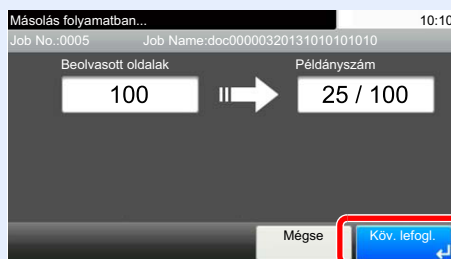 Másolás folyamatban... 10:10
Job No.:0005 Job Name:doc00000320131010101010
Beolvasott oldalak Példányszám
100 25 / 100
Mégse Köv. lefogl.